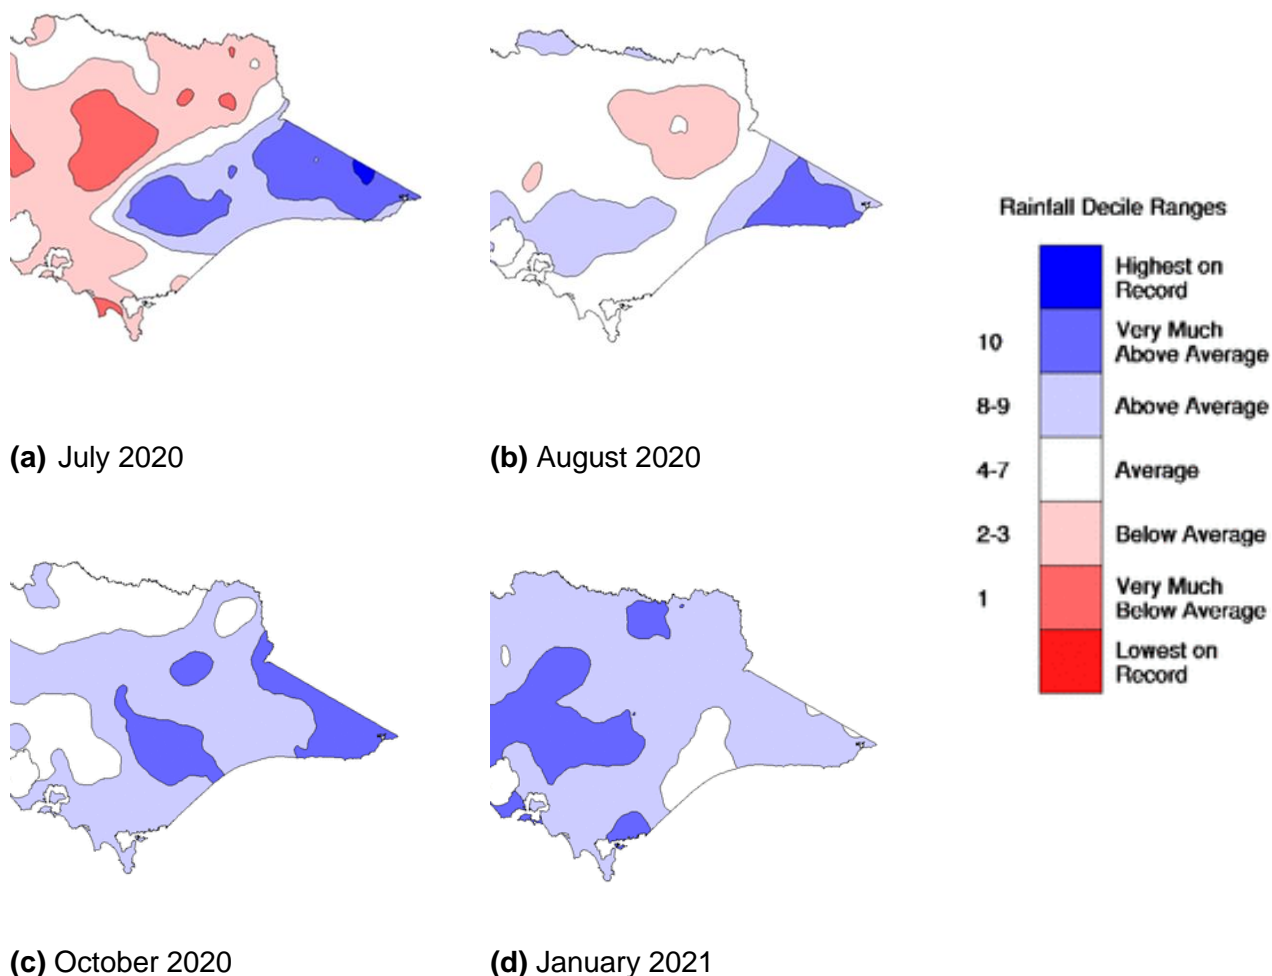 (a) July 2020
(b) August 2020
Rainfall Decile Ranges
Highest on
Record
10
Very Much
Above Average
8-9
Above Average
4-7
Average
2-3
Below Average
1
Very Much
Below Average
Lowest on
Record
(c) October 2020
(d) January 2021